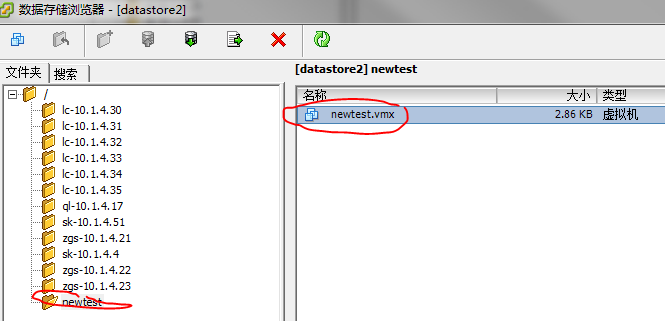 数据存储浏览器 - [datastore2]
文件夹 搜索
/
lc-10.1.4.30
lc-10.1.4.31
lc-10.1.4.32
lc-10.1.4.33
lc-10.1.4.34
lc-10.1.4.35
ql-10.1.4.17
sk-10.1.4.51
zgs-10.1.4.21
sk-10.1.4.4
zgs-10.1.4.22
zgs-10.1.4.23
newtest
[datastore2] newtest
名称 大小 类型
newtest.vmx 2.86 KB 虚拟机